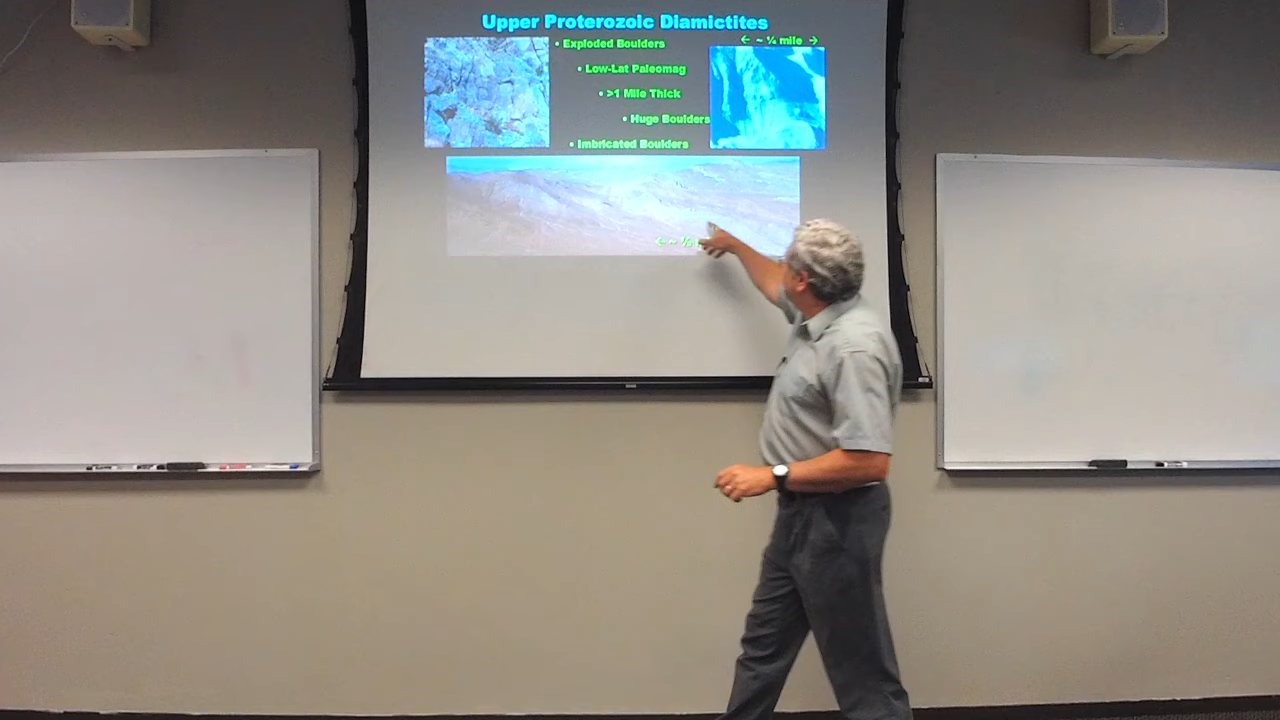 Upper Proterozoic Diamictites
• Exploded Boulders
← ~ ¼ mile →
• Low-Lat Paleomag
• >1 Mile Thick
• Huge Boulders
• Imbricated Boulders
← ~